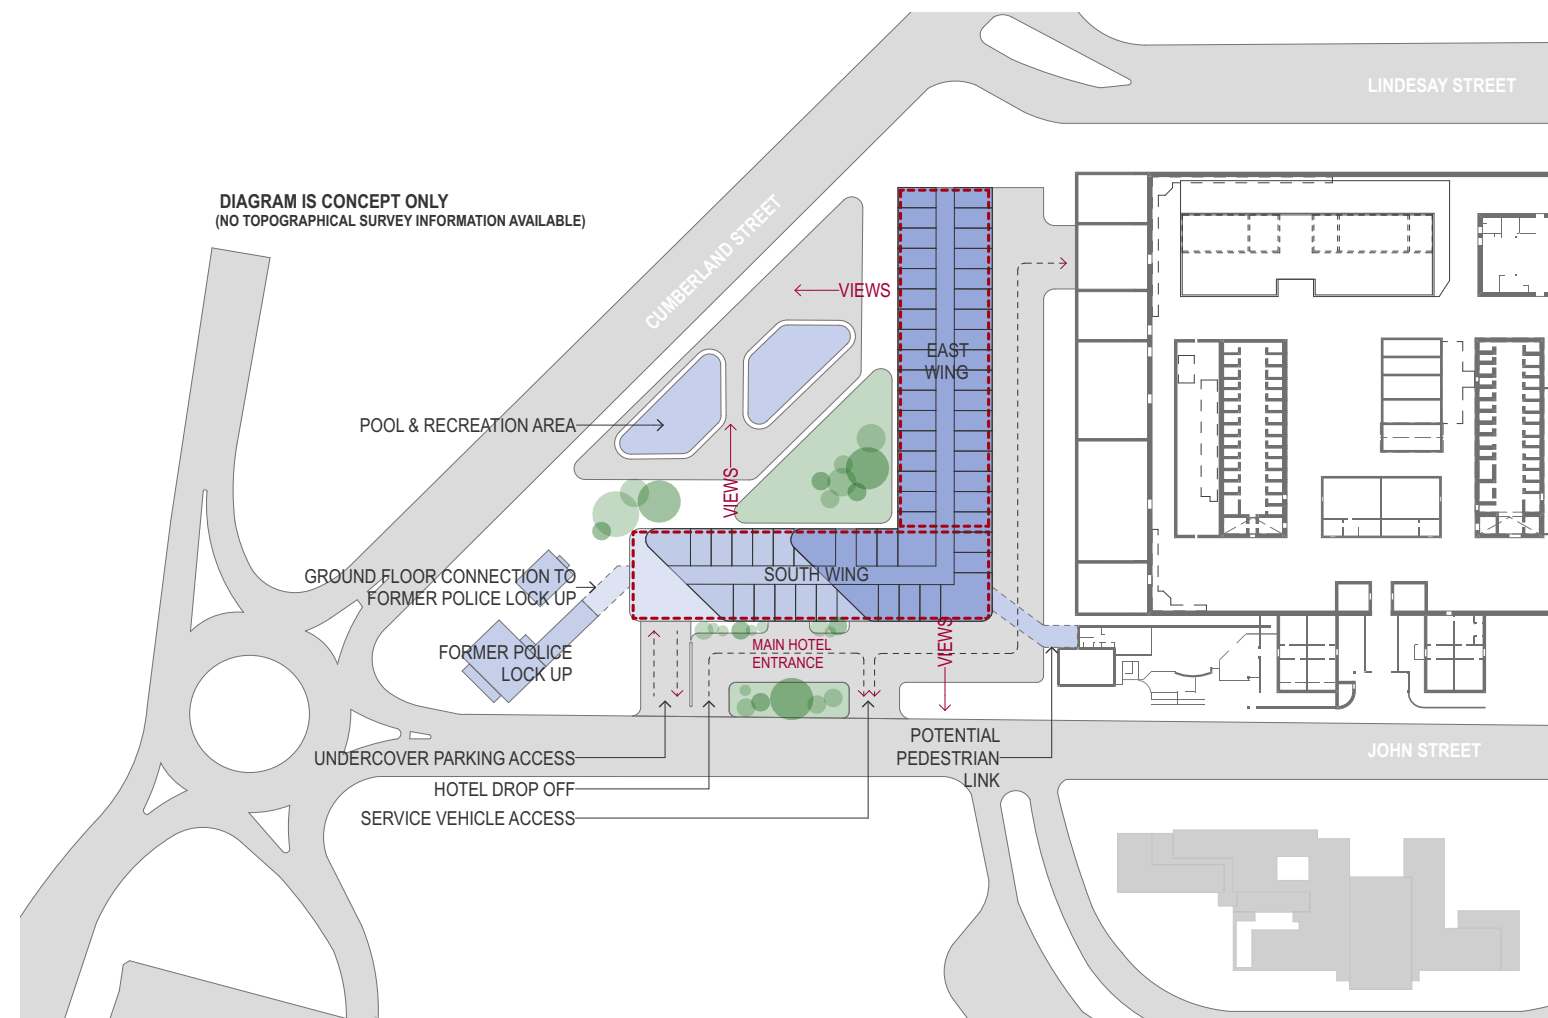 LINDESAY STREET
DIAGRAM IS CONCEPT ONLY
(NO TOPOGRAPHICAL SURVEY INFORMATION AVAILABLE)
CUMBERLAND STREET
VIEWS
EAST
WING
POOL & RECREATION AREA
VIEWS
GROUND FLOOR CONNECTION TO
FORMER POLICE LOCK UP
SOUTH WING
FORMER POLICE
LOCK UP
MAIN HOTEL
ENTRANCE
VIEWS
POTENTIAL
PEDESTRIAN
LINK
JOHN STREET
UNDERCOVER PARKING ACCESS
HOTEL DROP OFF
SERVICE VEHICLE ACCESS